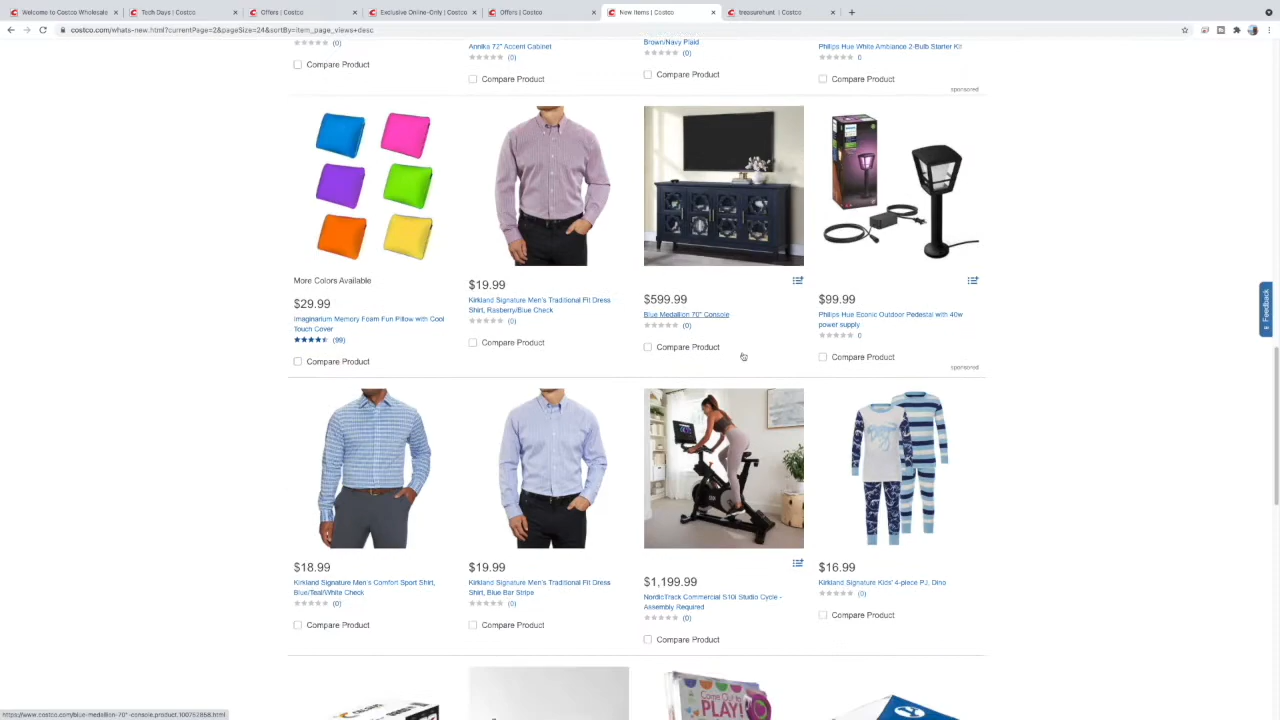 Welcome to Costco Wholesale
Tech Days | Costco
Offers | Costco
Exclusive Online-Only | Costco
Offers | Costco
New Items | Costco
treasurehunt | Costco
costco.com/whats-new.html?currentPage=2&pageSize=24&sortBy=item_page_views+desc
(0)
Compare Product
Annika 72" Accent Cabinet
(0)
Compare Product
Brown/Navy Plaid
(0)
Compare Product
Philips Hue White Ambiance 2-Bulb Starter Kit
0
Compare Product
sponsored
More Colors Available
$29.99
Imaginarium Memory Foam Fun Pillow with Cool
Touch Cover
(99)
Compare Product
$19.99
Kirkland Signature Men's Traditional Fit Dress
Shirt, Rasberry/Blue Check
(0)
Compare Product
$599.99
Blue Medallion 70" Console
(0)
Compare Product
$99.99
Philips Hue Econic Outdoor Pedestal with 40w
power supply
0
Compare Product
sponsored
Feedback
$18.99
Kirkland Signature Men's Comfort Sport Shirt,
Blue/Teal/White Check
(0)
Compare Product
$19.99
Kirkland Signature Men's Traditional Fit Dress
Shirt, Blue Bar Stripe
(0)
Compare Product
$1,199.99
NordicTrack Commercial S10i Studio Cycle -
Assembly Required
(0)
Compare Product
$16.99
Kirkland Signature Kids' 4-piece PJ, Dino
(0)
Compare Product
Come Out to
PLAY!
https://www.costco.com/blue-medallion-70"-console.product.100752868.html